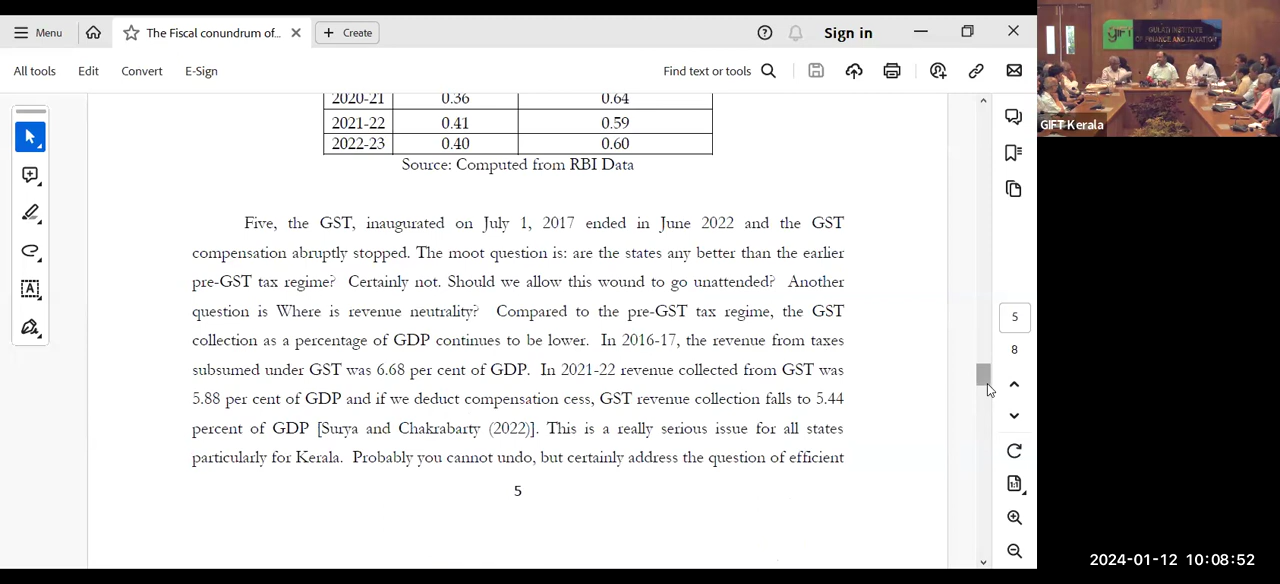 Menu
The Fiscal conundrum of...
Create
Sign in
All tools
Edit
Convert
E-Sign
Find text or tools
gift
GULATI INSTITUTE
OF FINANCE AND TAXATION
GIFT Kerala
2020-21 0.36 0.64
2021-22 0.41 0.59
2022-23 0.40 0.60
Source: Computed from RBI Data
Five, the GST, inaugurated on July 1, 2017 ended in June 2022 and the GST
compensation abruptly stopped. The moot question is: are the states any better than the earlier
pre-GST tax regime? Certainly not. Should we allow this wound to go unattended? Another
question is Where is revenue neutrality? Compared to the pre-GST tax regime, the GST
collection as a percentage of GDP continues to be lower. In 2016-17, the revenue from taxes
subsumed under GST was 6.68 per cent of GDP. In 2021-22 revenue collected from GST was
5.88 per cent of GDP and if we deduct compensation cess, GST revenue collection falls to 5.44
percent of GDP [Surya and Chakrabarty (2022)]. This is a really serious issue for all states
particularly for Kerala. Probably you cannot undo, but certainly address the question of efficient
5
5
8
1:1
2024-01-12 10:08:52